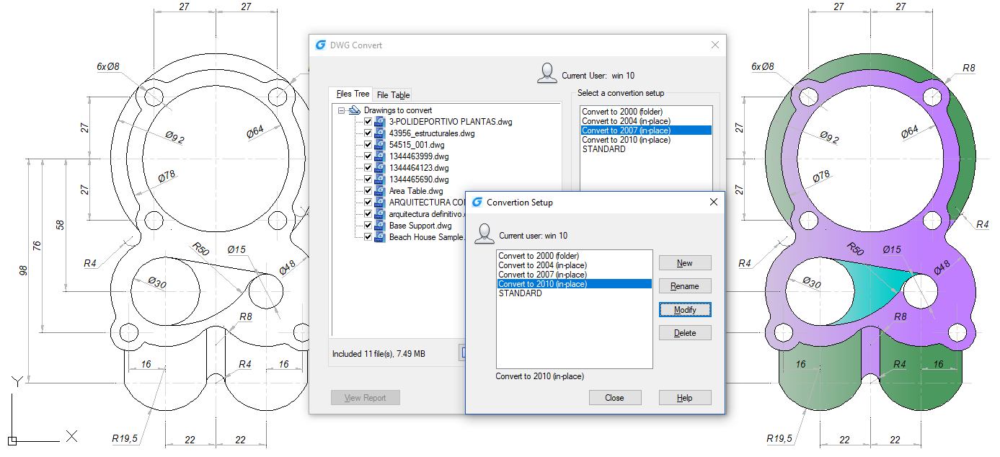 27
27
6xØ8
27
27
Ø92
Ø64
Ø78
58
76
98
R4
R50
Ø15
Ø48
Ø30
R8
16
R4
16
R19,5
22
22
Y
X
DWG Convert
Current User: win 10
Files Tree
File Table
Drawings to convert
3-POLIDEPORTIVO PLANTAS.dwg
43956_estructurales.dwg
54515_001.dwg
1344463999.dwg
1344464123.dwg
1344465690.dwg
Area Table.dwg
ARQUITECTURA CO
arquitectura definitivo.
Base Support.dwg
Beach House Sample.
Included 11 file(s), 7.49 MB
View Report
Select a convertion setup
Convert to 2000 (folder)
Convert to 2004 (in-place)
Convert to 2007 (in-place)
Convert to 2010 (in-place)
STANDARD
Convertion Setup
Current user: win 10
Convert to 2000 (folder)
Convert to 2004 (in-place)
Convert to 2007 (in-place)
Convert to 2010 (in-place)
STANDARD
New
Rename
Modify
Delete
Convert to 2010 (in-place)
Close
Help
27
27
6xØ8
R8
27
27
Ø92
Ø64
Ø78
R4
R4
R50
Ø15
Ø48
Ø30
R8
16
R4
16
R19,5
22
22